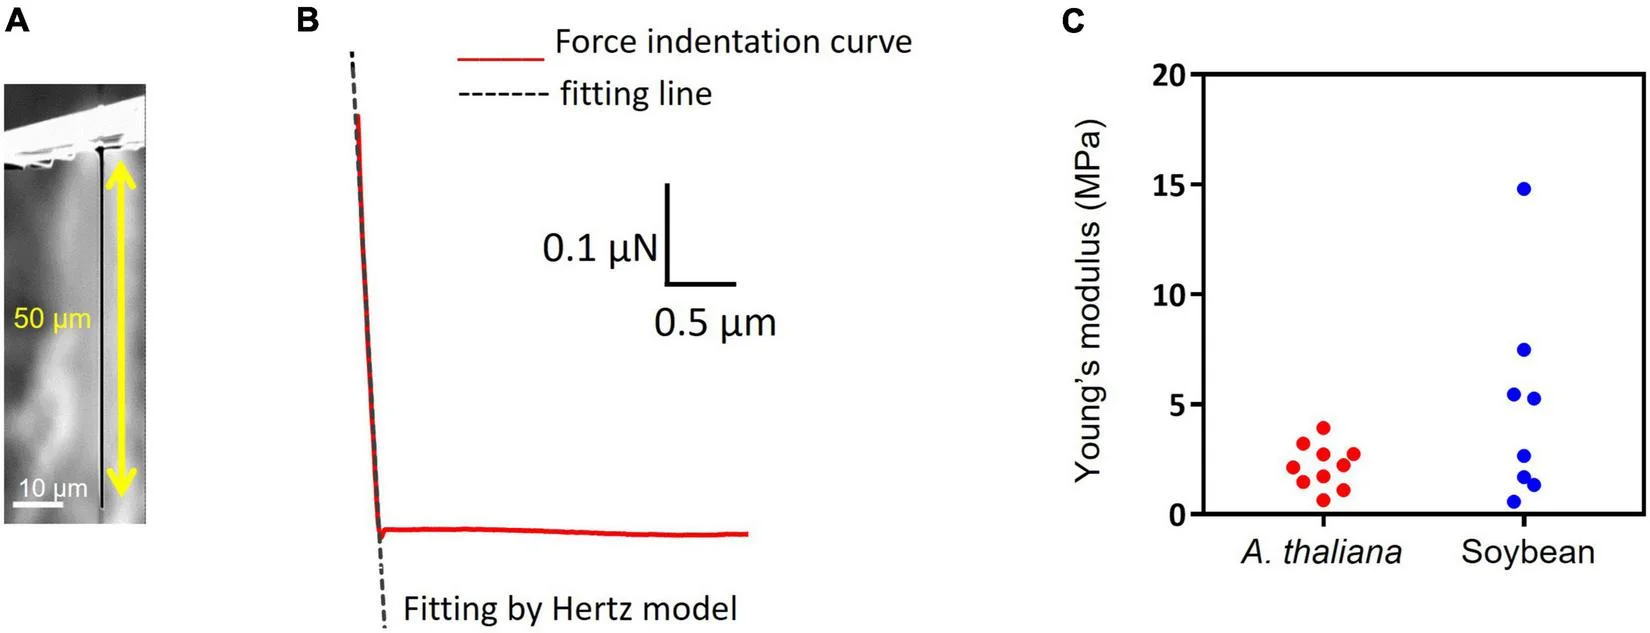 A
50 µm
10 µm
B
Force indentation curve
fitting line
0.1 µN
0.5 µm
Fitting by Hertz model
C
Young's modulus (MPa)
20
15
10
5
0
A. thaliana
Soybean